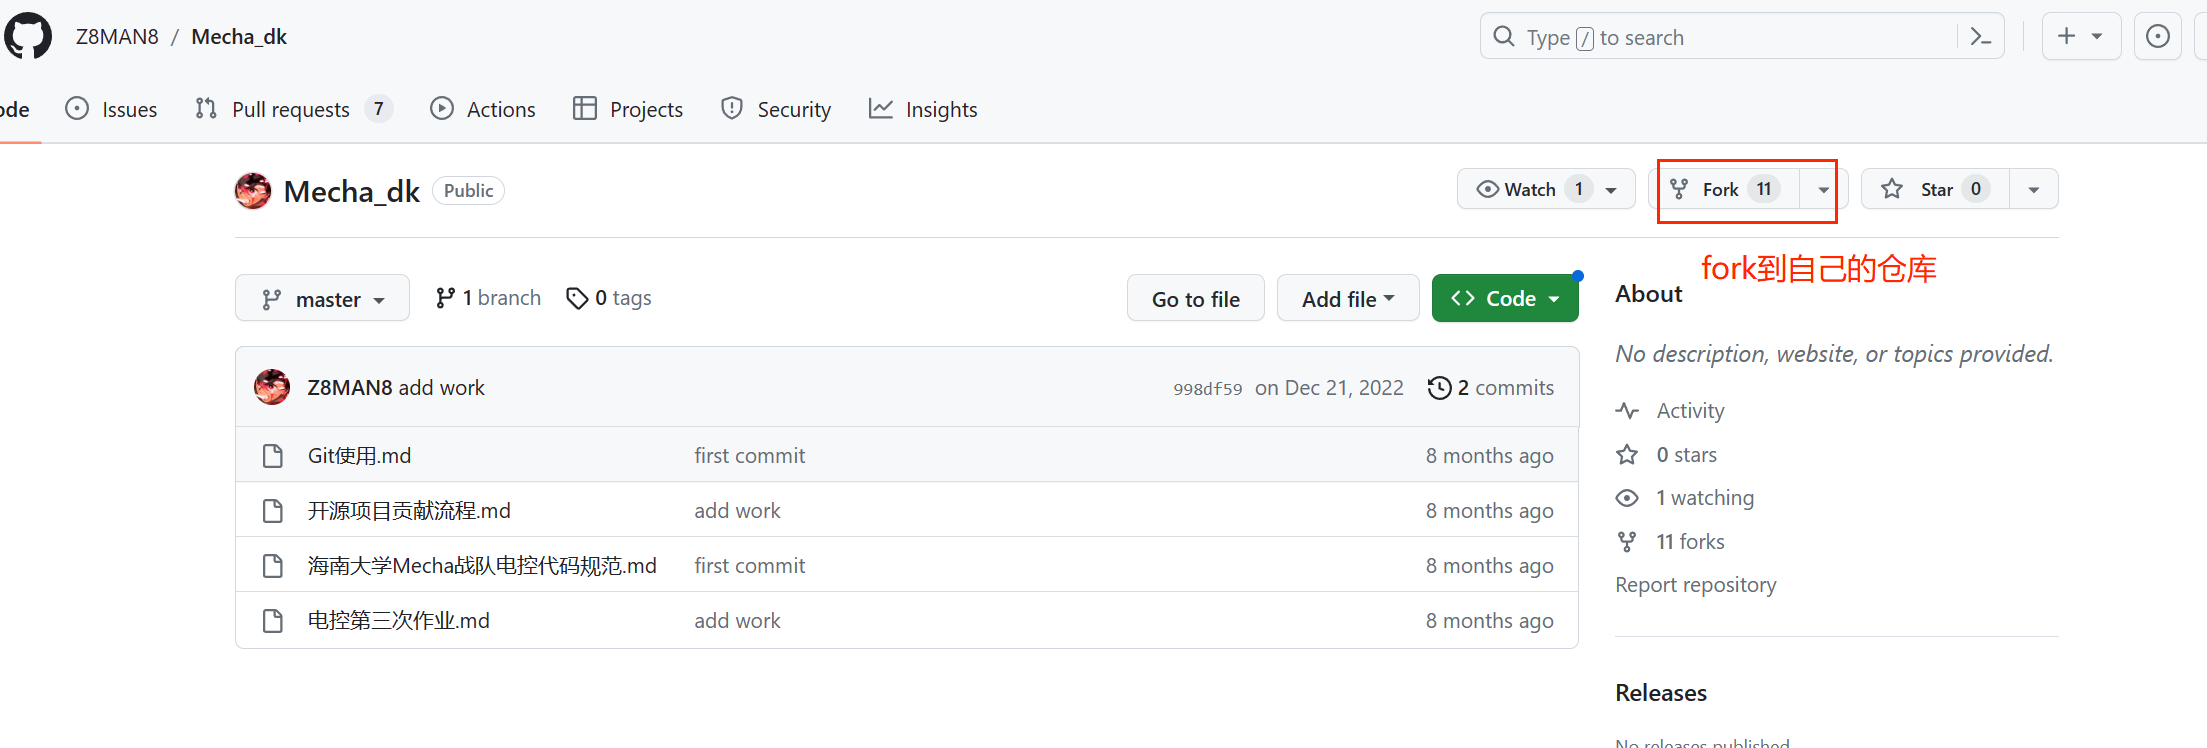 Z8MAN8 / Mecha_dk
Type / to search
ode Issues Pull requests 7 Actions Projects Security Insights
Mecha_dk Public
Watch 1 Fork 11 Star 0
fork到自己的仓库
master 1 branch 0 tags Go to file Add file <> Code
Z8MAN8 add work 998df59 on Dec 21, 2022 2 commits
Git使用.md first commit 8 months ago
开源项目贡献流程.md add work 8 months ago
海南大学Mecha战队电控代码规范.md first commit 8 months ago
电控第三次作业.md add work 8 months ago
About
No description, website, or topics provided.
Activity
0 stars
1 watching
11 forks
Report repository
Releases
No releases published